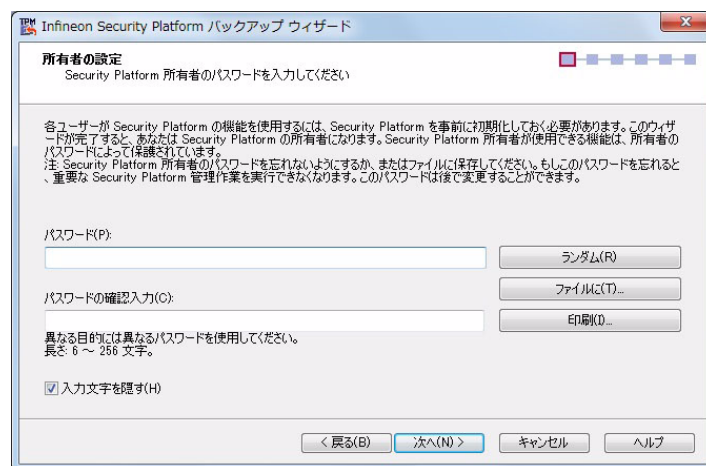 TPM
Infineon Security Platform バックアップ ウィザード
所有者の設定
Security Platform 所有者のパスワードを入力してください
各ユーザーが Security Platform の機能を使用するには、Security Platform を事前に初期化しておく必要があります。このウィザ
ードが完了すると、あなたは Security Platform の所有者になります。Security Platform 所有者が使用できる機能は、所有者の
パスワードによって保護されています。
注: Security Platform 所有者のパスワードを忘れないようにするか、またはファイルに保存してください。もしこのパスワードを忘れると
、重要な Security Platform 管理作業を実行できなくなります。このパスワードは後で変更することができます。
パスワード(P):
ランダム(R)
ファイルに(T)...
パスワードの確認入力(C):
印刷(I)...
異なる目的には異なるパスワードを使用してください。
長さ: 6 ～ 256 文字。
入力文字を隠す(H)
< 戻る(B)
次へ(N) >
キャンセル
ヘルプ